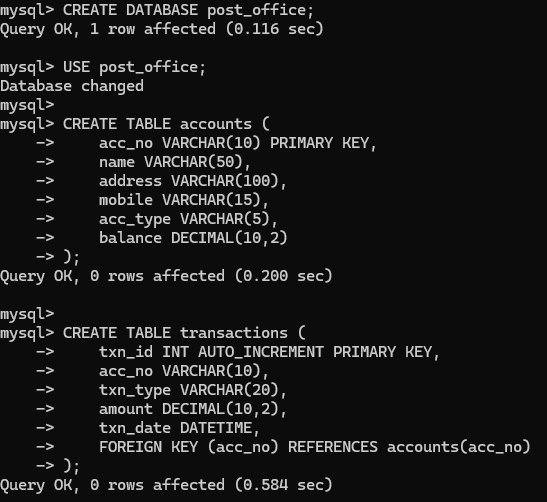 mysql> CREATE DATABASE post_office;
Query OK, 1 row affected (0.116 sec)

mysql> USE post_office;
Database changed
mysql>
mysql> CREATE TABLE accounts (
    ->     acc_no VARCHAR(10) PRIMARY KEY,
    ->     name VARCHAR(50),
    ->     address VARCHAR(100),
    ->     mobile VARCHAR(15),
    ->     acc_type VARCHAR(5),
    ->     balance DECIMAL(10,2)
    -> );
Query OK, 0 rows affected (0.200 sec)

mysql>
mysql> CREATE TABLE transactions (
    ->     txn_id INT AUTO_INCREMENT PRIMARY KEY,
    ->     acc_no VARCHAR(10),
    ->     txn_type VARCHAR(20),
    ->     amount DECIMAL(10,2),
    ->     txn_date DATETIME,
    ->     FOREIGN KEY (acc_no) REFERENCES accounts(acc_no)
    -> );
Query OK, 0 rows affected (0.584 sec)